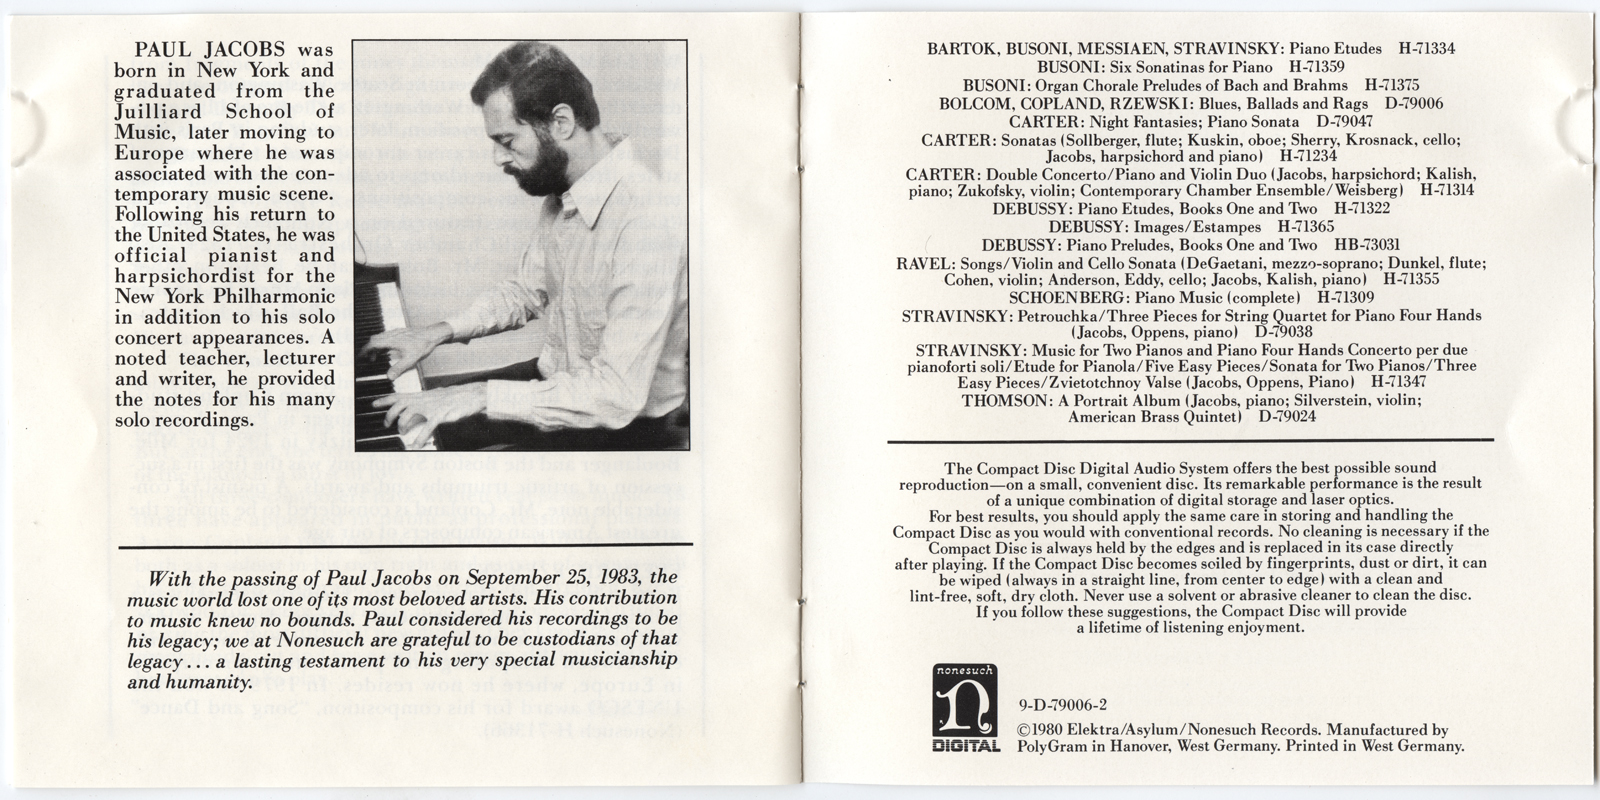 PAUL JACOBS was
born in New York and
graduated from the
Juilliard School of
Music, later moving to
Europe where he was
associated with the con-
temporary music scene.
Following his return to
the United States, he was
official pianist and
harpsichordist for the
New York Philharmonic
in addition to his solo
concert appearances. A
noted teacher, lecturer
and writer, he provided
the notes for his many
solo recordings.
With the passing of Paul Jacobs on September 25, 1983, the
music world lost one of its most beloved artists. His contribution
to music knew no bounds. Paul considered his recordings to be
his legacy; we at Nonesuch are grateful to be custodians of that
legacy... a lasting testament to his very special musicianship
and humanity.
BARTOK, BUSONI, MESSIAEN, STRAVINSKY: Piano Etudes H-71334
BUSONI: Six Sonatinas for Piano H-71359
BUSONI: Organ Chorale Preludes of Bach and Brahms H-71375
BOLCOM, COPLAND, RZEWSKI: Blues, Ballads and Rags D-79006
CARTER: Night Fantasies; Piano Sonata D-79047
CARTER: Sonatas (Sollberger, flute; Kuskin, oboe; Sherry, Krosnack, cello;
Jacobs, harpsichord and piano) H-71234
CARTER: Double Concerto/Piano and Violin Duo (Jacobs, harpsichord; Kalish,
piano; Zukofsky, violin; Contemporary Chamber Ensemble/Weisberg) H-71314
DEBUSSY: Piano Etudes, Books One and Two H-71322
DEBUSSY: Images/Estampes H-71365
DEBUSSY: Piano Preludes, Books One and Two HB-73031
RAVEL: Songs/Violin and Cello Sonata (DeGaetani, mezzo-soprano; Dunkel, flute;
Cohen, violin; Anderson, Eddy, cello; Jacobs, Kalish, piano) H-71355
SCHOENBERG: Piano Music (complete) H-71309
STRAVINSKY: Petrouchka/Three Pieces for String Quartet for Piano Four Hands
(Jacobs, Oppens, piano) D-79038
STRAVINSKY: Music for Two Pianos and Piano Four Hands Concerto per due
pianoforti soli/Etude for Pianola/Five Easy Pieces/Sonata for Two Pianos/Three
Easy Pieces/Zvietotchnoy Valse (Jacobs, Oppens, Piano) H-71347
THOMSON: A Portrait Album (Jacobs, piano; Silverstein, violin;
American Brass Quintet) D-79024
The Compact Disc Digital Audio System offers the best possible sound
reproduction—on a small, convenient disc. Its remarkable performance is the result
of a unique combination of digital storage and laser optics.
For best results, you should apply the same care in storing and handling the
Compact Disc as you would with conventional records. No cleaning is necessary if the
Compact Disc is always held by the edges and is replaced in its case directly
after playing. If the Compact Disc becomes soiled by fingerprints, dust or dirt, it can
be wiped (always in a straight line, from center to edge) with a clean and
lint-free, soft, dry cloth. Never use a solvent or abrasive cleaner to clean the disc.
If you follow these suggestions, the Compact Disc will provide
a lifetime of listening enjoyment.
nonesuch
n
DIGITAL
9-D-79006-2
©1980 Elektra/Asylum/Nonesuch Records. Manufactured by
PolyGram in Hanover, West Germany. Printed in West Germany.